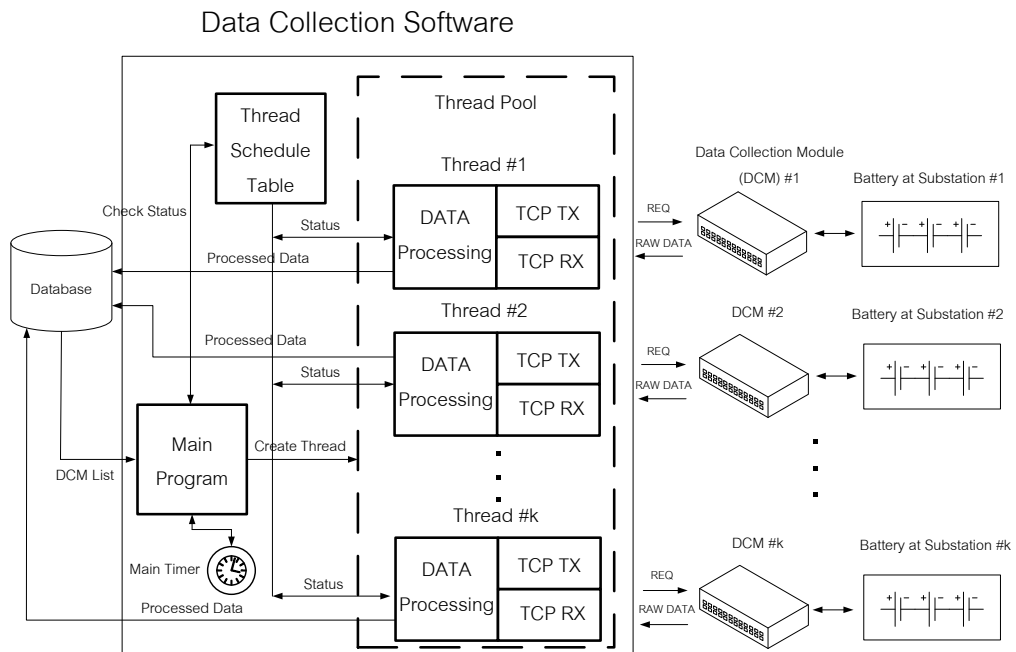 Data Collection Software
Thread
Schedule
Table
Thread Pool
Thread #1
DATA
Processing
TCP TX
TCP RX
Data Collection Module
(DCM) #1
Battery at Substation #1
REQ
RAW DATA
Check Status
Status
Processed Data
Database
Thread #2
DATA
Processing
TCP TX
TCP RX
DCM #2
Battery at Substation #2
REQ
RAW DATA
Processed Data
Status
Main
Program
Create Thread
DCM List
Main Timer
Thread #k
DATA
Processing
TCP TX
TCP RX
DCM #k
Battery at Substation #k
REQ
RAW DATA
Status
Processed Data